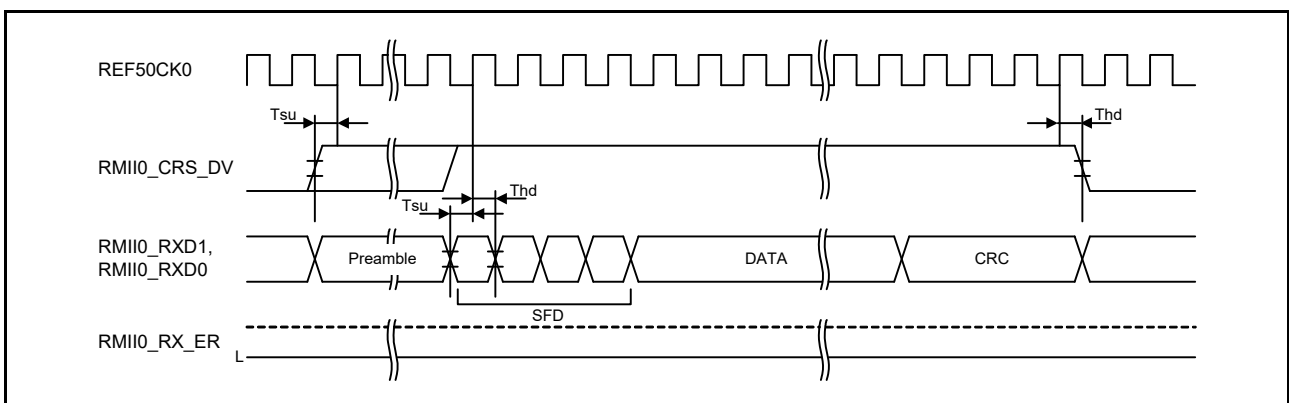 REF50CK0
Tsu
Thd
RMII0_CRS_DV
Thd
Tsu
RMII0_RXD1,
RMII0_RXD0
Preamble
DATA
CRC
SFD
RMII0_RX_ER
L